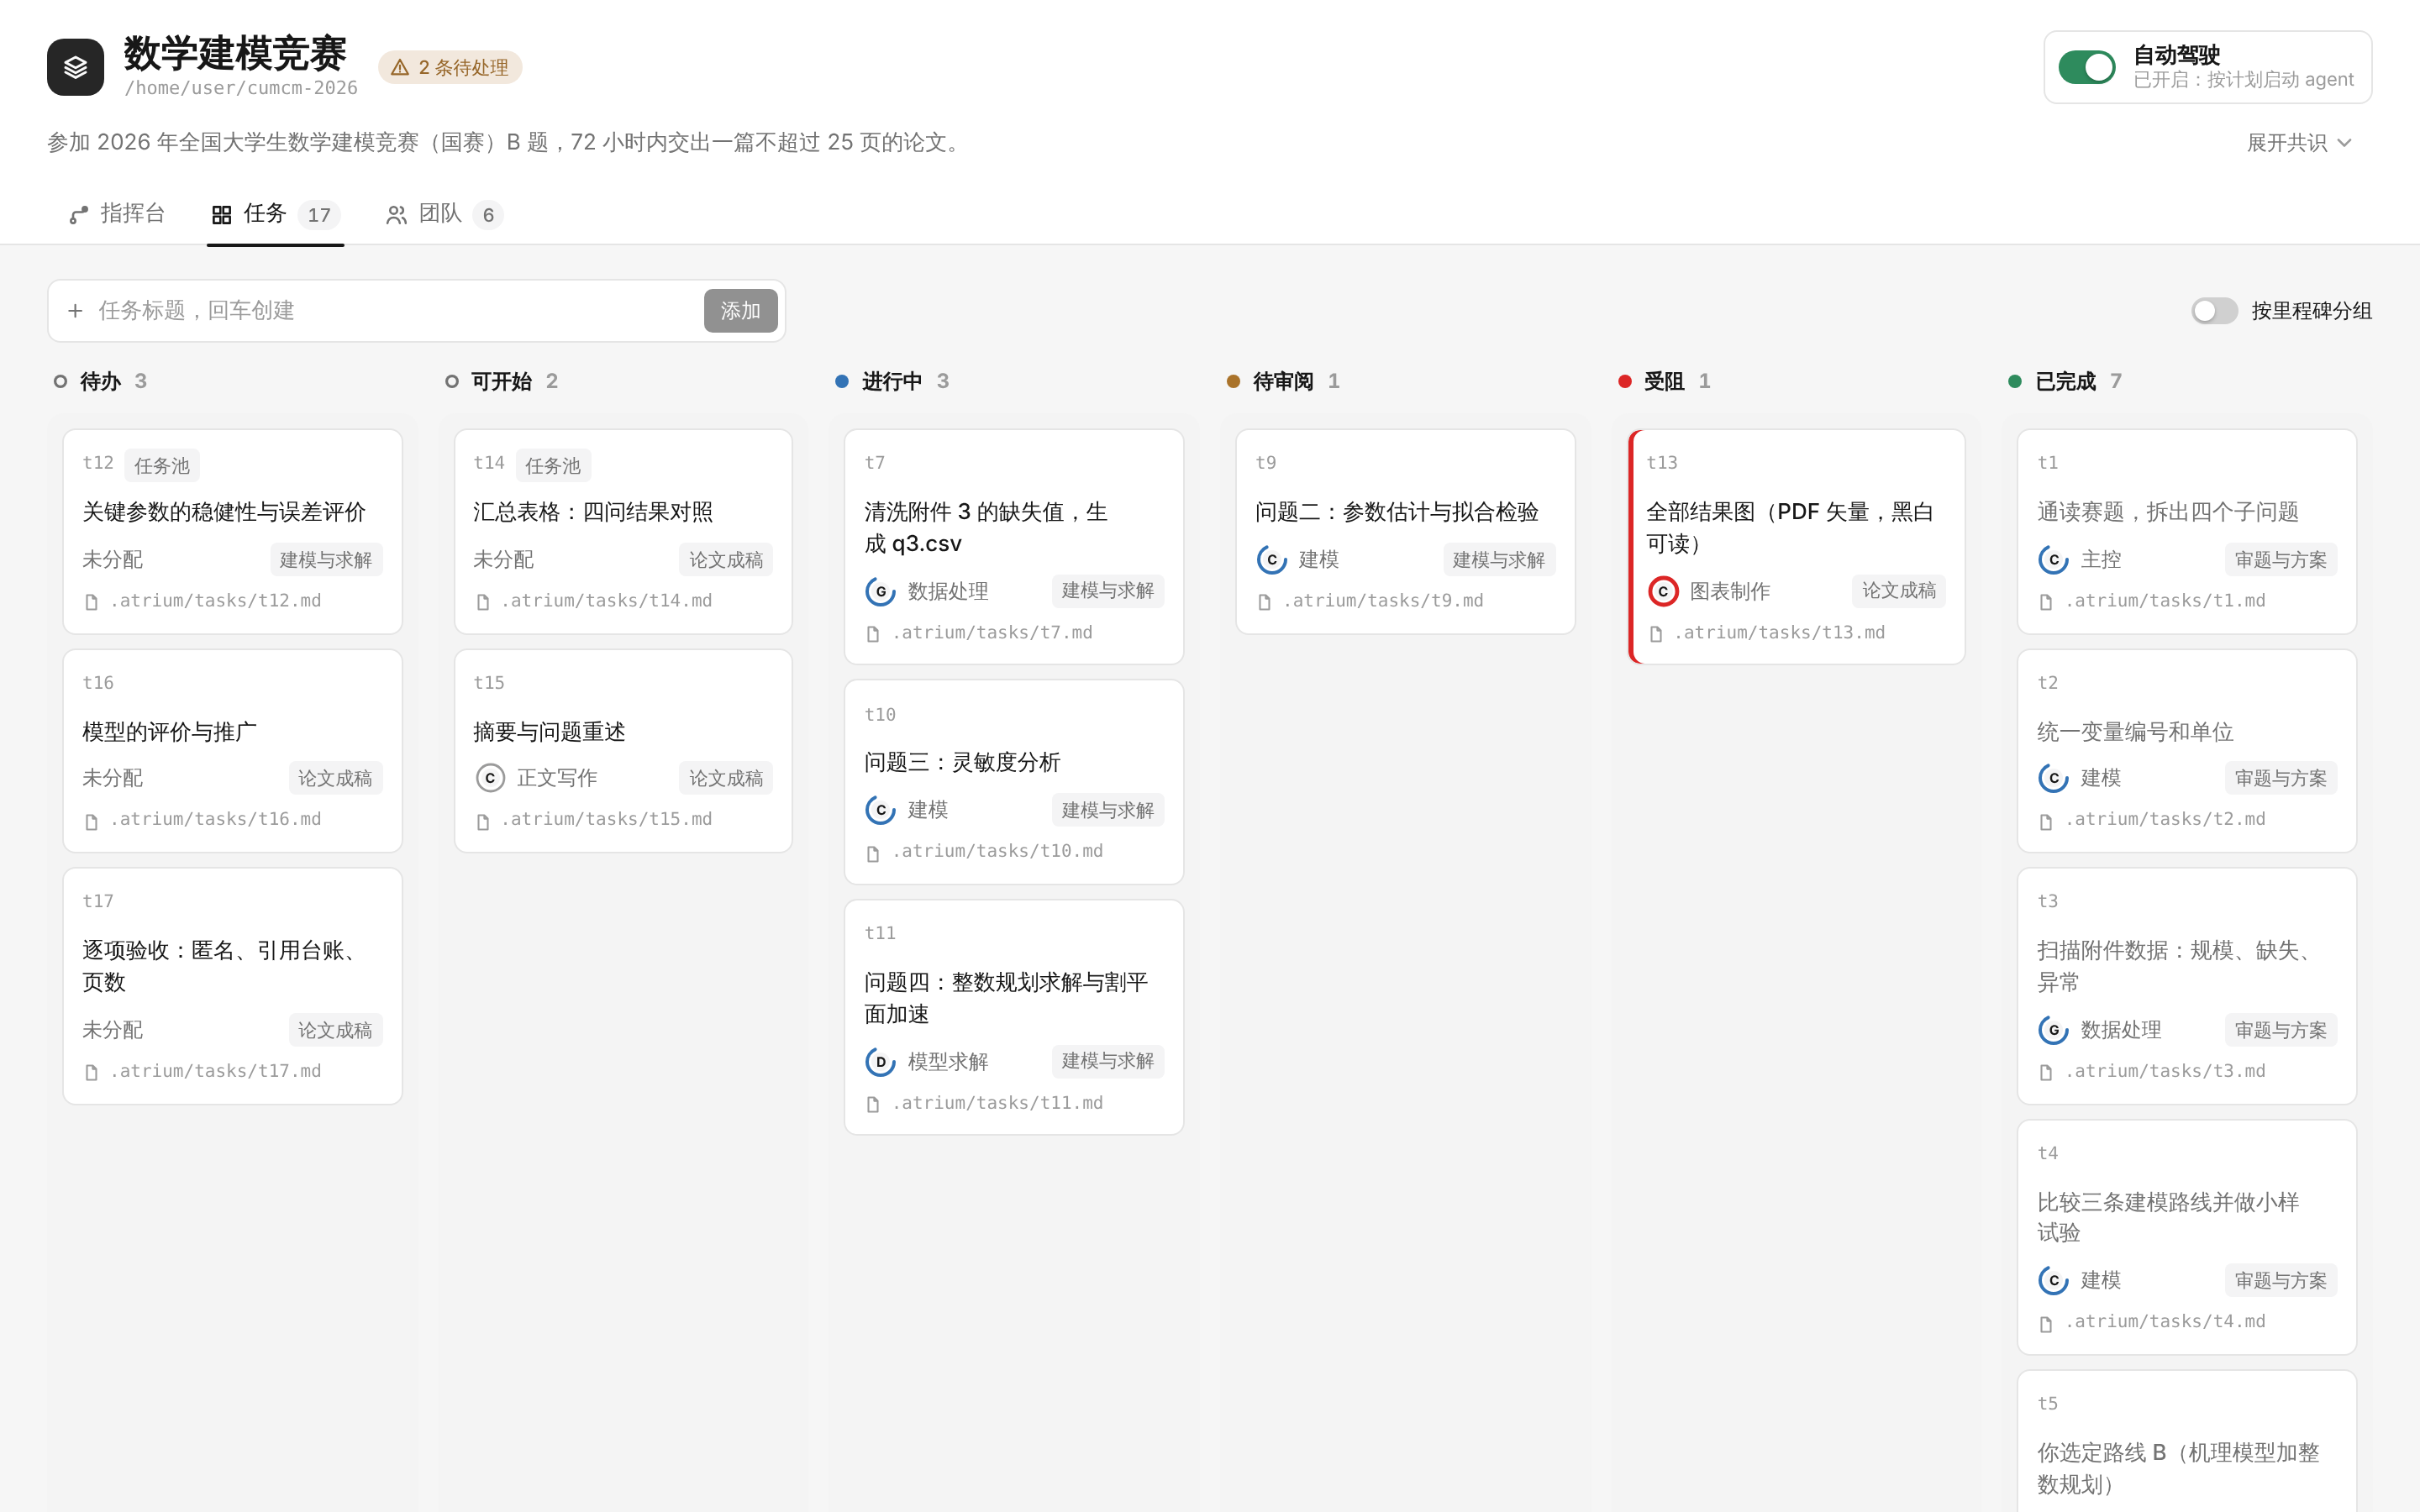 数学建模竞赛
/home/user/cumcm-2026
2 条待处理
自动驾驶
已开启：按计划启动 agent
参加 2026 年全国大学生数学建模竞赛（国赛）B 题，72 小时内交出一篇不超过 25 页的论文。
展开共识
指挥台
任务 17
团队 6
任务标题，回车创建
添加
按里程碑分组
待办 3
t12 任务池
关键参数的稳健性与误差评价
未分配 建模与求解
.atrium/tasks/t12.md
t16
模型的评价与推广
未分配 论文成稿
.atrium/tasks/t16.md
t17
逐项验收：匿名、引用台账、
页数
未分配 论文成稿
.atrium/tasks/t17.md
可开始 2
t14 任务池
汇总表格：四问结果对照
未分配 论文成稿
.atrium/tasks/t14.md
t15
摘要与问题重述
C 正文写作 论文成稿
.atrium/tasks/t15.md
进行中 3
t7
清洗附件 3 的缺失值，生
成 q3.csv
G 数据处理 建模与求解
.atrium/tasks/t7.md
t10
问题三：灵敏度分析
C 建模 建模与求解
.atrium/tasks/t10.md
t11
问题四：整数规划求解与割平
面加速
D 模型求解 建模与求解
.atrium/tasks/t11.md
待审阅 1
t9
问题二：参数估计与拟合检验
C 建模 建模与求解
.atrium/tasks/t9.md
受阻 1
t13
全部结果图（PDF 矢量，黑白
可读）
C 图表制作 论文成稿
.atrium/tasks/t13.md
已完成 7
t1
通读赛题，拆出四个子问题
C 主控 审题与方案
.atrium/tasks/t1.md
t2
统一变量编号和单位
C 建模 审题与方案
.atrium/tasks/t2.md
t3
扫描附件数据：规模、缺失、
异常
G 数据处理 审题与方案
.atrium/tasks/t3.md
t4
比较三条建模路线并做小样
试验
C 建模 审题与方案
.atrium/tasks/t4.md
t5
你选定路线 B（机理模型加整
数规划）